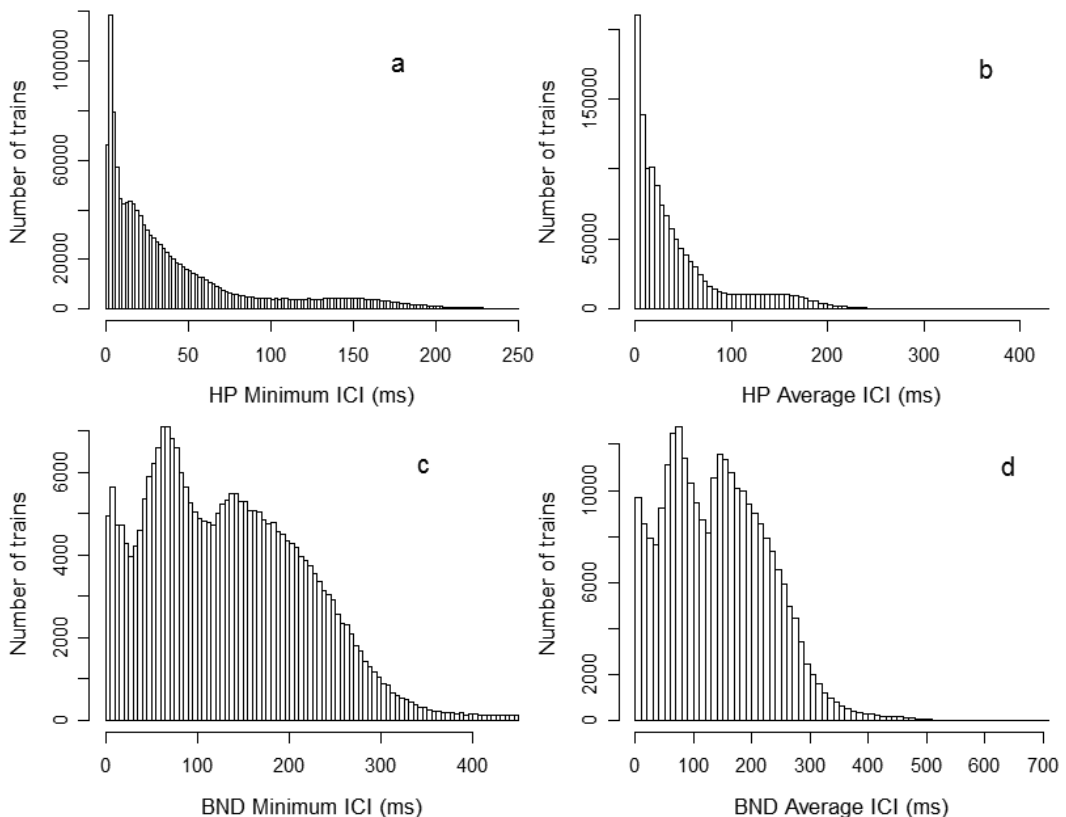 a
Number of trains
0 20000 60000 100000
0 50 100 150 200 250
HP Minimum ICI (ms)
b
Number of trains
0 50000 150000
0 100 200 300 400
HP Average ICI (ms)
c
Number of trains
0 2000 4000 6000
0 100 200 300 400
BND Minimum ICI (ms)
d
Number of trains
0 2000 6000 10000
0 100 200 300 400 500 600 700
BND Average ICI (ms)